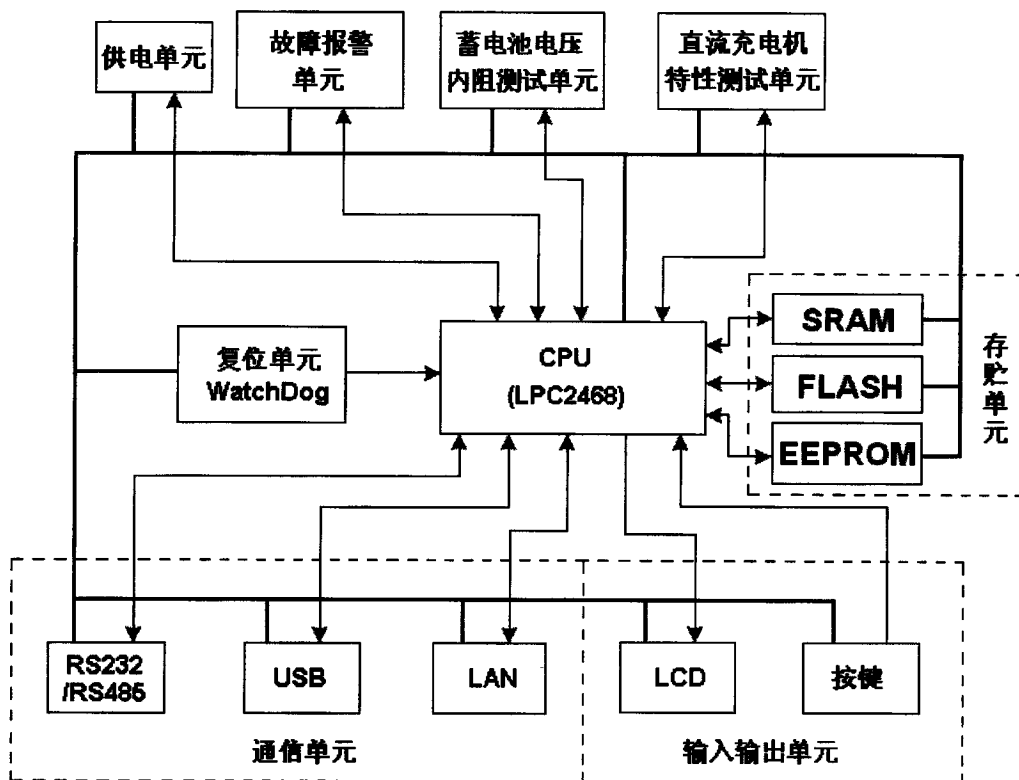 供电单元
故障报警
单元
蓄电池电压
内阻测试单元
直流充电机
特性测试单元
复位单元
WatchDog
CPU
(LPC2468)
SRAM
FLASH
EEPROM
存贮单元
RS232
/RS485
USB
LAN
LCD
按键
通信单元
输入输出单元